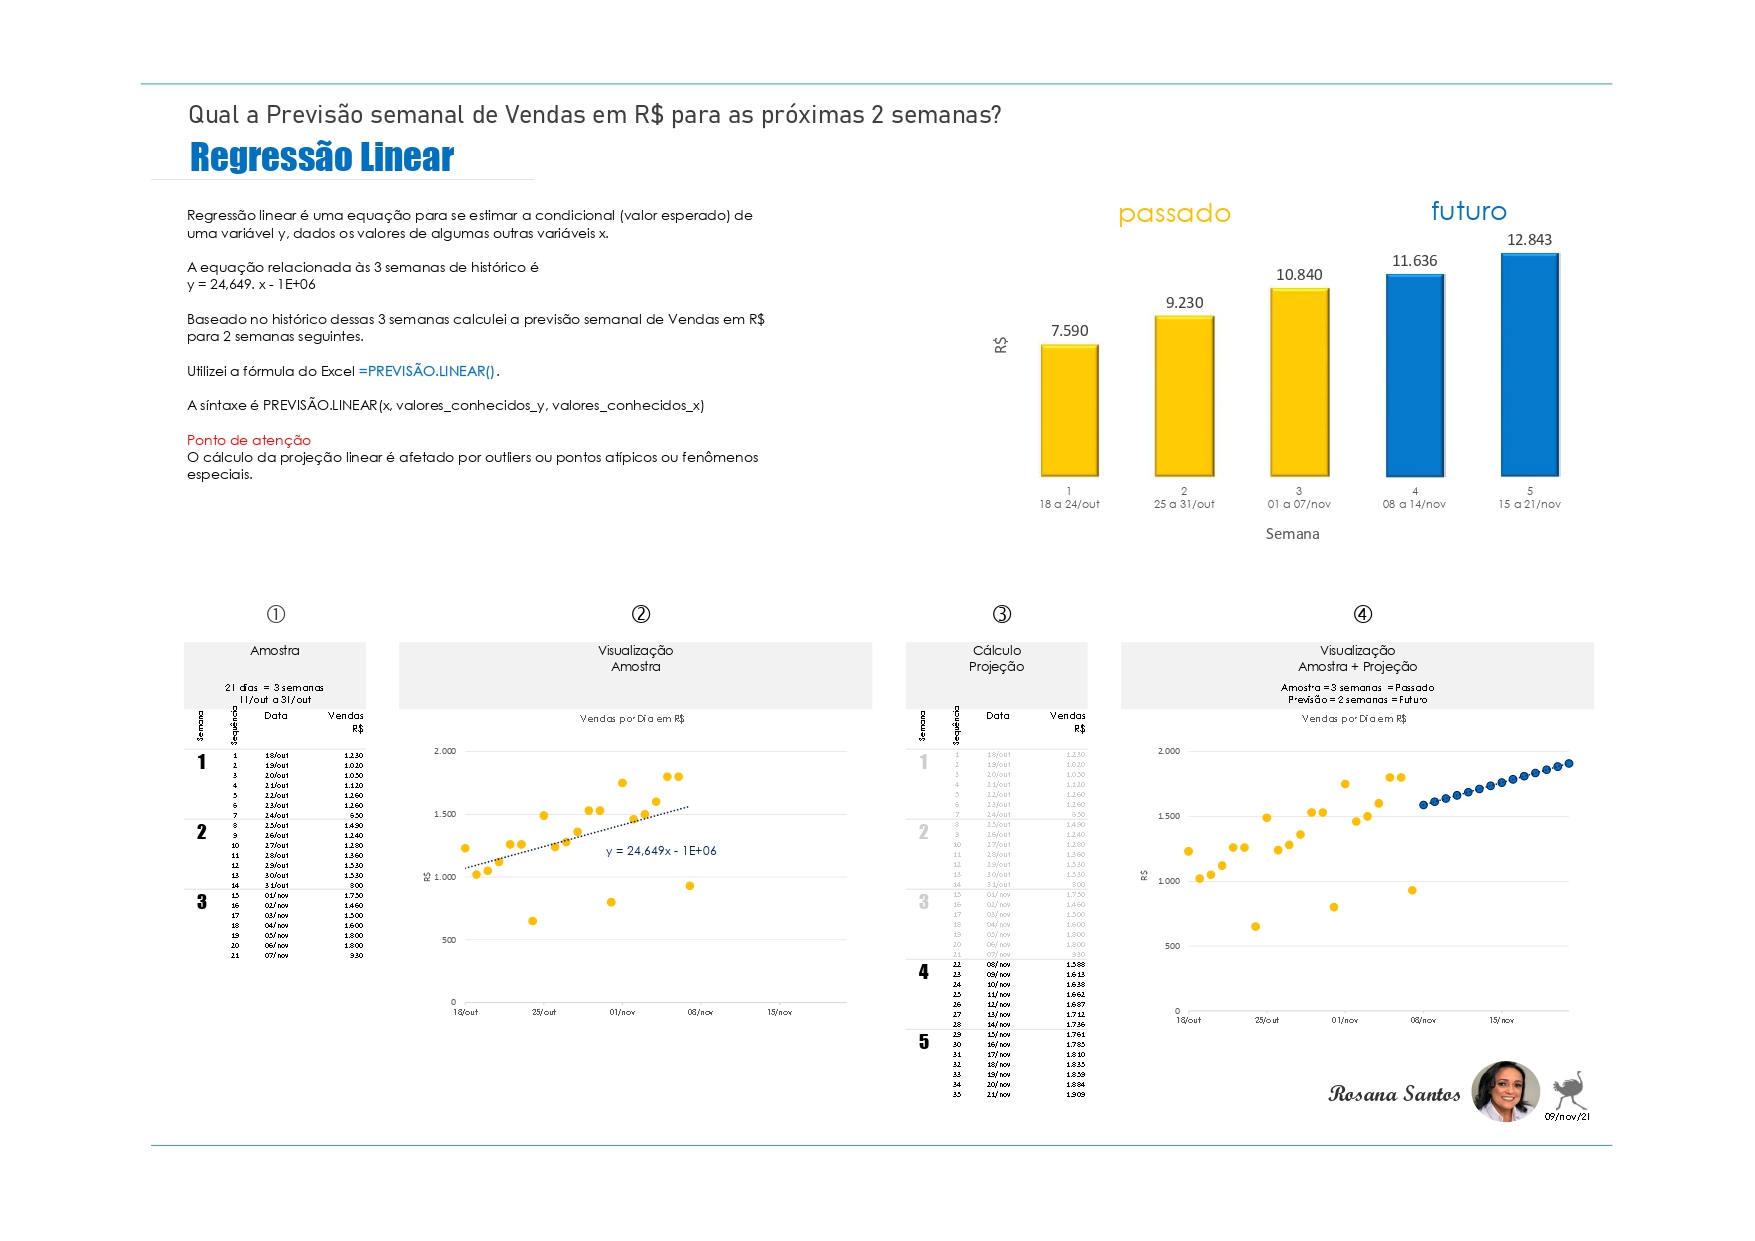 Qual a Previsão semanal de Vendas em R$ para as próximas 2 semanas?
Regressão Linear
Regressão linear é uma equação para se estimar a condicional (valor esperado) de
uma variável y, dados os valores de algumas outras variáveis x.
A equação relacionada às 3 semanas de histórico é
y = 24,649. x - 1E+06
Baseado no histórico dessas 3 semanas calculei a previsão semanal de Vendas em R$
para 2 semanas seguintes.
Utilizei a fórmula do Excel =PREVISÃO.LINEAR().
A síntaxe é PREVISÃO.LINEAR(x, valores_conhecidos_y, valores_conhecidos_x)
Ponto de atenção
O cálculo da projeção linear é afetado por outliers ou pontos atípicos ou fenômenos
especiais.
passado
futuro
7.590
9.230
10.840
11.636
12.843
R$
1 2 3 4 5
18 a 24/out 25 a 31/out 01 a 07/nov 08 a 14/nov 15 a 21/nov
Semana
①
Amostra
21 dias = 3 semanas
11/out a 31/out
Semana Sequência Data Vendas
R$
1 1 18/out 1.230
2 19/out 1.020
3 20/out 1.050
4 21/out 1.120
5 22/out 1.260
6 23/out 1.260
7 24/out 650
2 8 25/out 1.490
9 26/out 1.240
10 27/out 1.280
11 28/out 1.360
12 29/out 1.530
13 30/out 1.530
14 31/out 800
3 15 01/nov 1.750
16 02/nov 1.460
17 03/nov 1.500
18 04/nov 1.600
19 05/nov 1.800
20 06/nov 1.800
21 07/nov 930
②
Visualização
Amostra
Vendas por Dia em R$
2.000
1.500
R$ 1.000
500
0
y = 24,649x - 1E+06
18/out 25/out 01/nov 08/nov 15/nov
③
Cálculo
Projeção
Semana Sequência Data Vendas
R$
1 1 18/out 1.230
2 19/out 1.020
3 20/out 1.050
4 21/out 1.120
5 22/out 1.260
6 23/out 1.260
7 24/out 650
2 8 25/out 1.490
9 26/out 1.240
10 27/out 1.280
11 28/out 1.360
12 29/out 1.530
13 30/out 1.530
14 31/out 800
3 15 01/nov 1.750
16 02/nov 1.460
17 03/nov 1.500
18 04/nov 1.600
19 05/nov 1.800
20 06/nov 1.800
21 07/nov 930
4 22 08/nov 1.588
23 09/nov 1.613
24 10/nov 1.638
25 11/nov 1.662
26 12/nov 1.687
27 13/nov 1.712
28 14/nov 1.736
5 29 15/nov 1.761
30 16/nov 1.785
31 17/nov 1.810
32 18/nov 1.835
33 19/nov 1.859
34 20/nov 1.884
35 21/nov 1.909
④
Visualização
Amostra + Projeção
Amostra = 3 semanas = Passado
Previsão = 2 semanas = Futuro
Vendas por Dia em R$
2.000
1.500
R$ 1.000
500
0
18/out 25/out 01/nov 08/nov 15/nov
Rosana Santos
09/nov/21